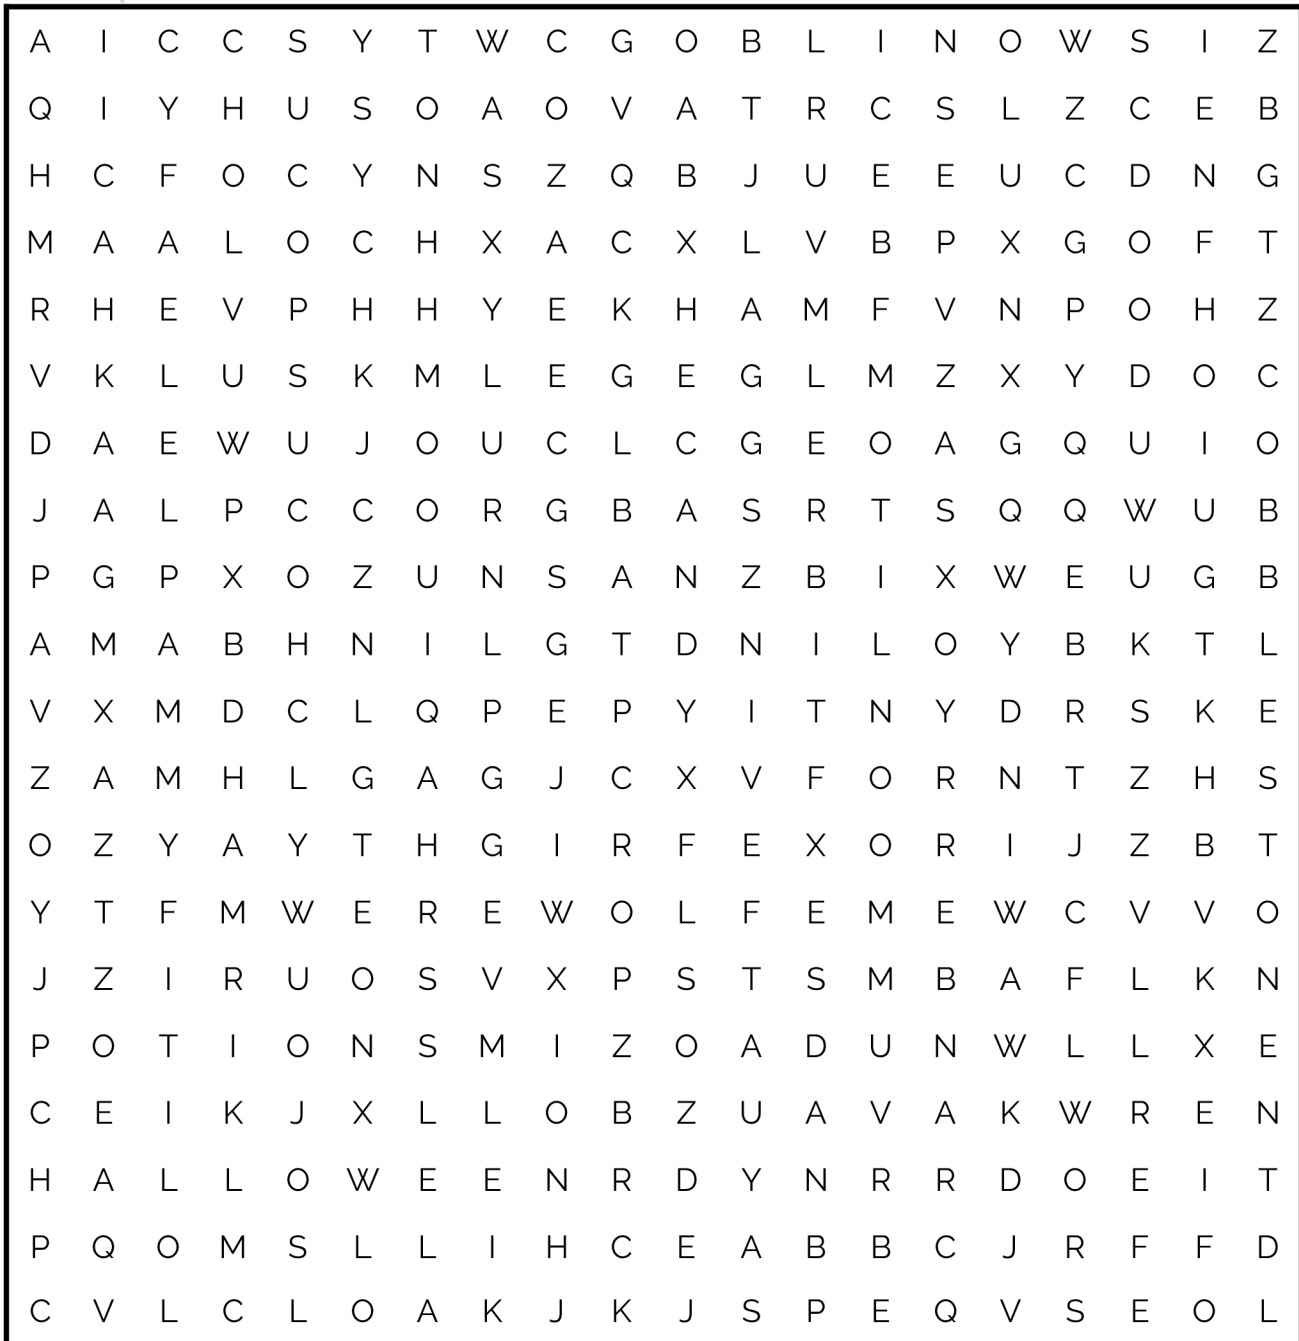 A I C C S Y T W C G O B L I N O W S I Z
Q I Y H U S O A O V A T R C S L Z C E B
H C F O C Y N S Z Q B J U E E U C D N G
M A A L O C H X A C X L V B P X G O F T
R H E V P H H Y E K H A M F V N P O H Z
V K L U S K M L E G E G L M Z X Y D O C
D A E W U J O U C L C G E O A G Q U I O
J A L P C C O R G B A S R T S Q Q W U B
P G P X O Z U N S A N Z B I X W E U G B
A M A B H N I L G T D N I L O Y B K T L
V X M D C L Q P E P Y I T N Y D R S K E
Z A M H L G A G J C X V F O R N T Z H S
O Z Y A Y T H G I R F E X O R I J Z B T
Y T F M W E R E W O L F E M E W C V V O
J Z I R U O S V X P S T S M B A F L K N
P O T I O N S M I Z O A D U N W L L X E
C E I K J X L L O B Z U A V A K W R E N
H A L L O W E E N R D Y N R R D O E I T
P Q O M S L L I H C E A B B C J R F F D
C V L C L O A K J K J S P E Q V S E O L